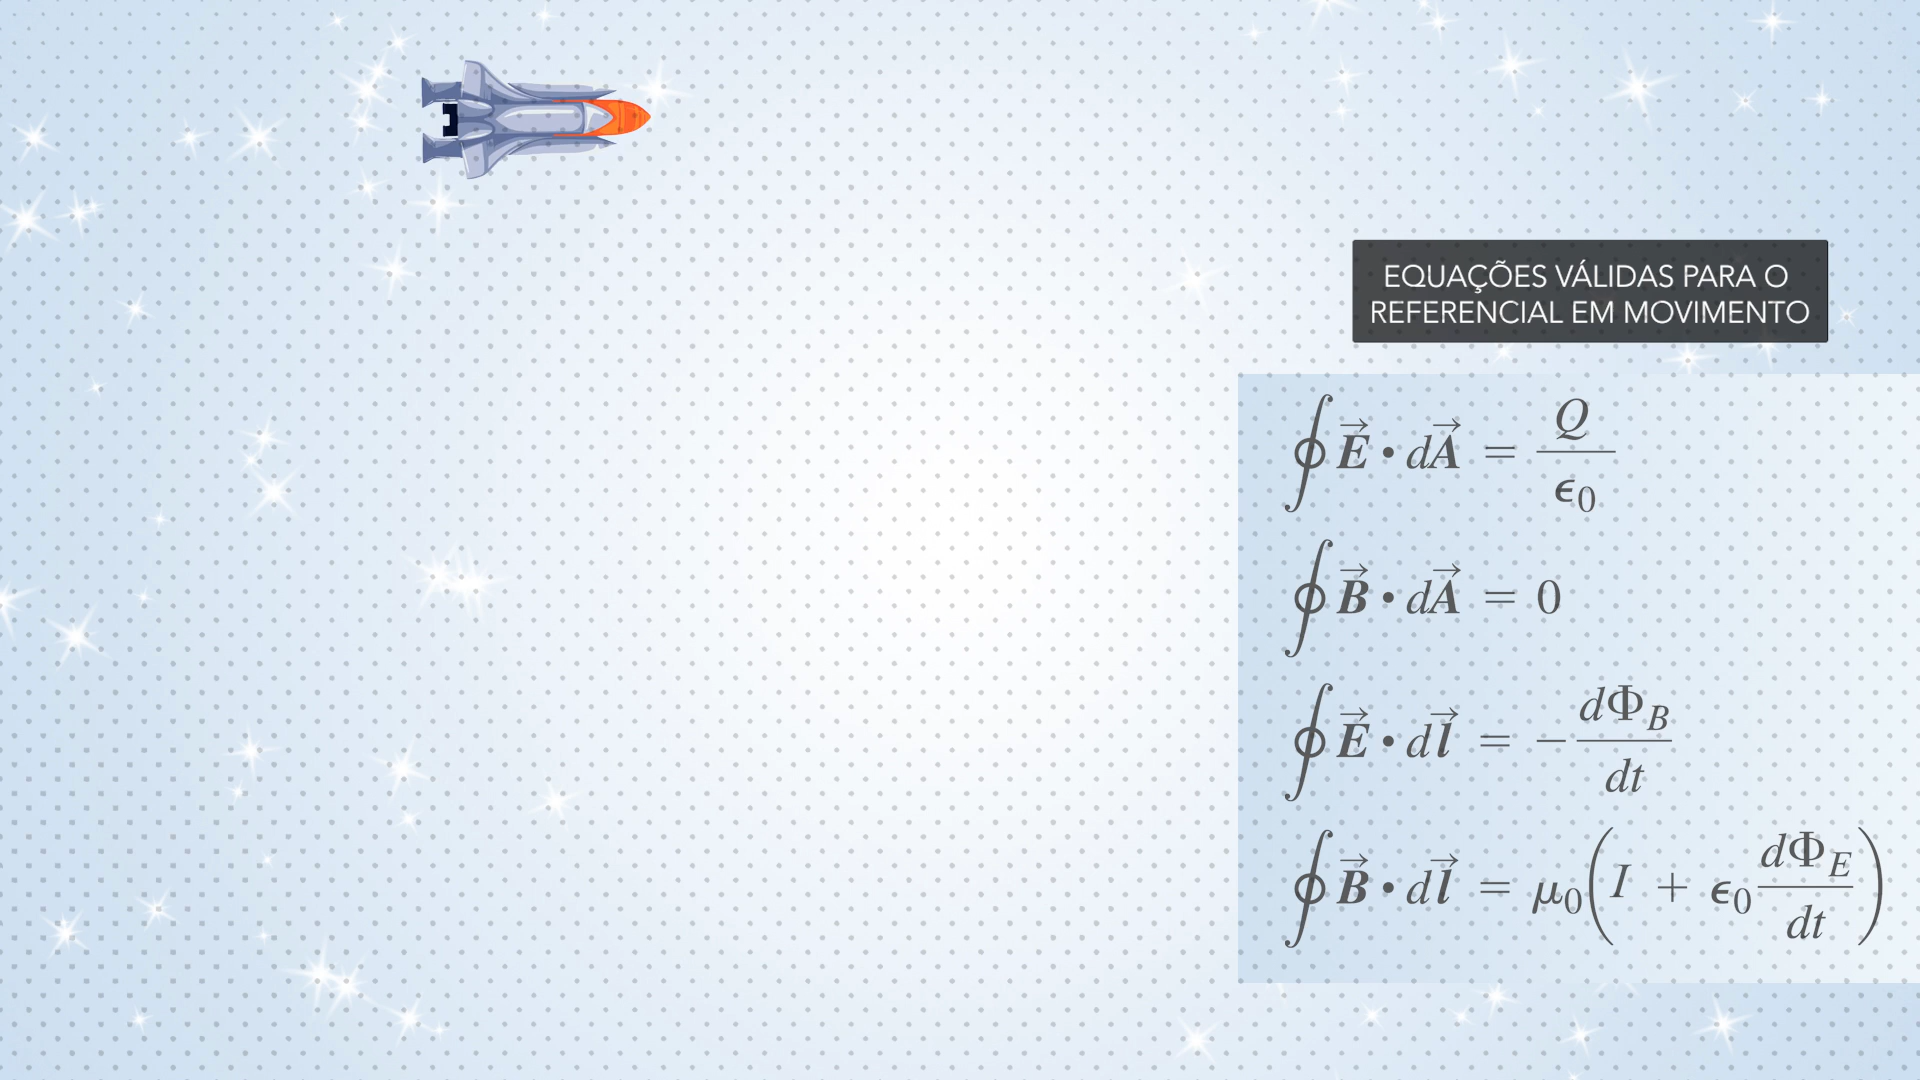 EQUAÇÕES VÁLIDAS PARA O
REFERENCIAL EM MOVIMENTO
∮ E⃗ • dA⃗ = Q / ϵ₀
∮ B⃗ • dA⃗ = 0
∮ E⃗ • dl⃗ = − dΦ_B / dt
∮ B⃗ • dl⃗ = μ₀ ( I + ϵ₀ dΦ_E / dt )